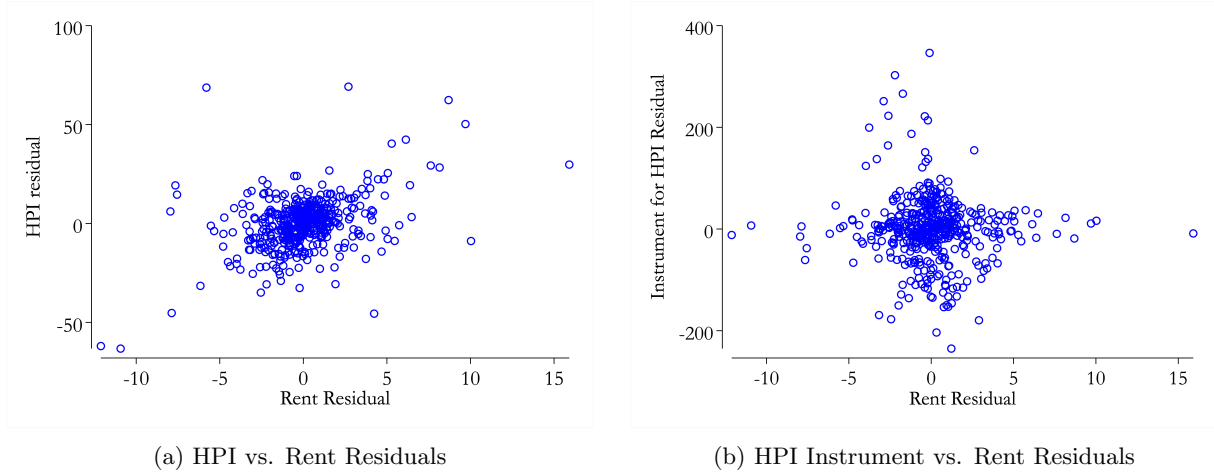 100
50
0
-50
HPI residual
-10 -5 0 5 10 15
Rent Residual
(a) HPI vs. Rent Residuals
400
200
0
-200
Instrument for HPI Residual
-10 -5 0 5 10 15
Rent Residual
(b) HPI Instrument vs. Rent Residuals